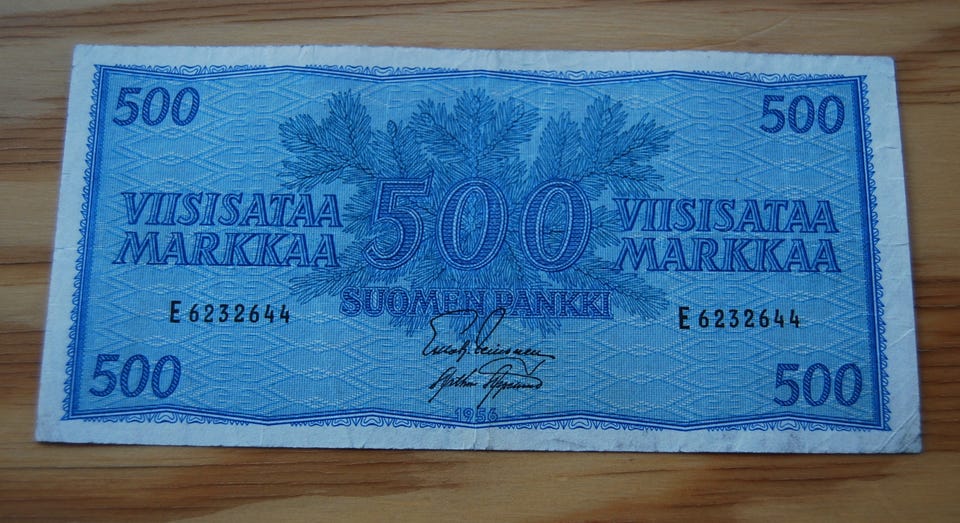 500 500
VIISISATAA MARKKAA
500
VIISISATAA MARKKAA
SUOMEN PANKKI
E 6232644 E 6232644
1956
500 500